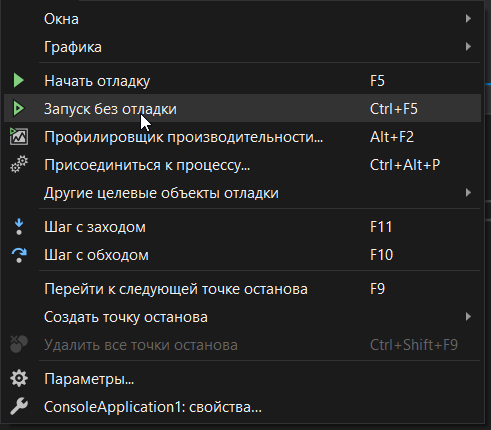 Окна
Графика
Начать отладку F5
Запуск без отладки Ctrl+F5
Профилировщик производительности... Alt+F2
Присоединиться к процессу... Ctrl+Alt+P
Другие целевые объекты отладки
Шаг с заходом F11
Шаг с обходом F10
Перейти к следующей точке останова F9
Создать точку останова
Удалить все точки останова Ctrl+Shift+F9
Параметры...
ConsoleApplication1: свойства...